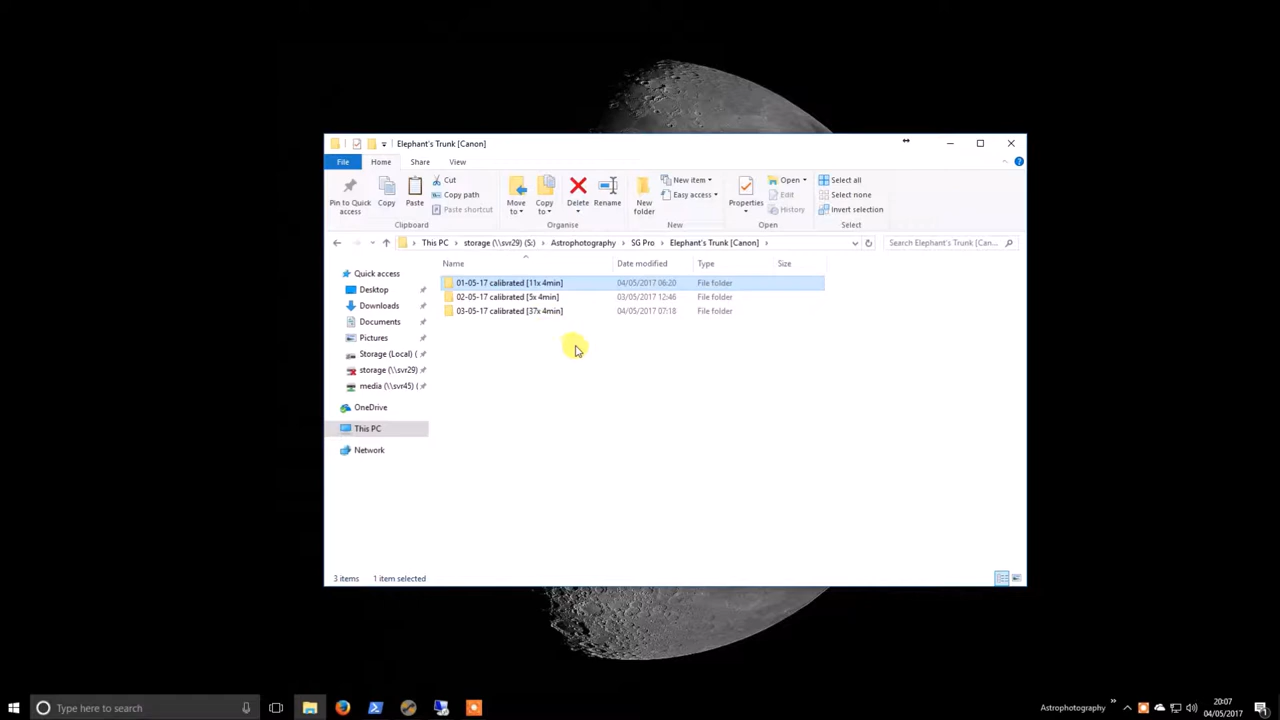 Elephant's Trunk [Canon]
File Home Share View
Pin to Quick access
Copy
Paste
Cut
Copy path
Paste shortcut
Clipboard
Move to
Copy to
Delete
Rename
Organise
New folder
New item
Easy access
New
Properties
Open
Edit
History
Open
Select all
Select none
Invert selection
Select
This PC > storage (\\svr29) (S:) > Astrophotography > SG Pro > Elephant's Trunk [Canon] >
Search Elephant's Trunk [Can...
Name Date modified Type Size
01-05-17 calibrated [11x 4min] 04/05/2017 06:20 File folder
02-05-17 calibrated [5x 4min] 03/05/2017 12:46 File folder
03-05-17 calibrated [37x 4min] 04/05/2017 07:18 File folder
Quick access
Desktop
Downloads
Documents
Pictures
Storage (Local) (
storage (\\svr29)
media (\\svr45) (
OneDrive
This PC
Network
3 items 1 item selected
Type here to search
Astrophotography »
20:07
04/05/2017